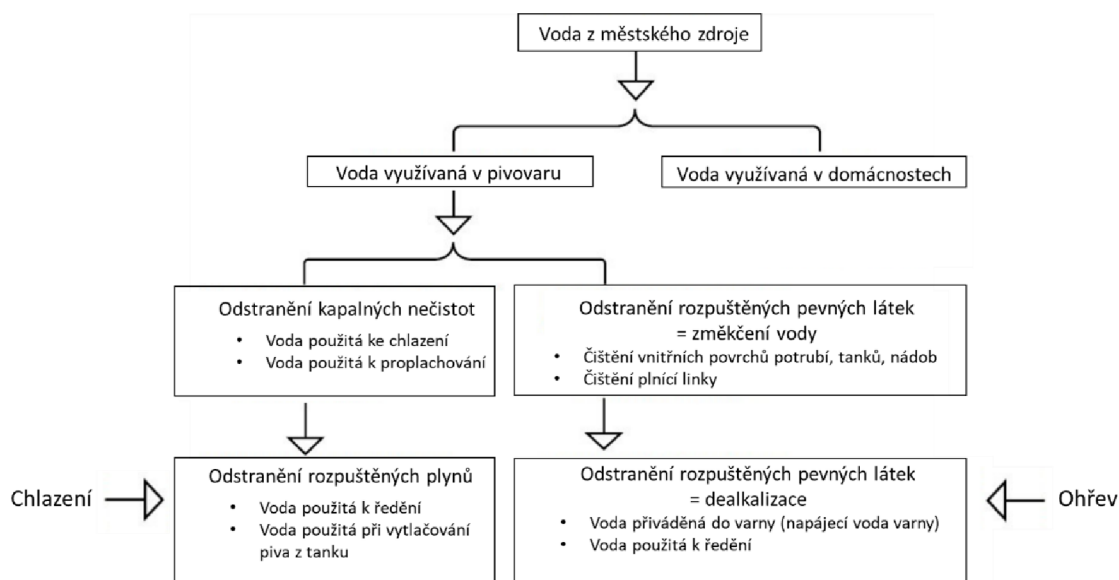 Voda z městského zdroje
Voda využívaná v pivovaru
Voda využívaná v domácnostech
Odstranění kapalných nečistot
• Voda použitá ke chlazení
• Voda použitá k proplachování
Odstranění rozpuštěných pevných látek
= změkčení vody
• Čištění vnitřních povrchů potrubí, tanků, nádob
• Čištění plnící linky
Chlazení
Odstranění rozpuštěných plynů
• Voda použitá k ředění
• Voda použitá při vytlačování
piva z tanku
Odstranění rozpuštěných pevných látek
= dealkalizace
• Voda přiváděná do varny (napájecí voda varny)
• Voda použitá k ředění
Ohřev